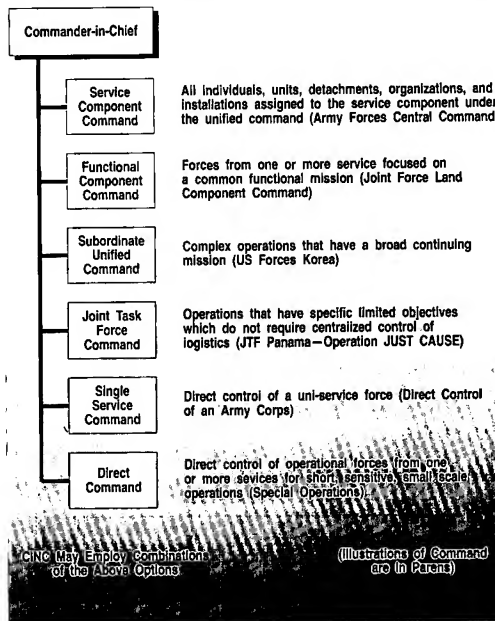 Commander-in-Chief
Service
Component
Command
All individuals, units, detachments, organizations, and
installations assigned to the service component under
the unified command (Army Forces Central Command
Functional
Component
Command
Forces from one or more service focused on
a common functional mission (Joint Force Land
Component Command)
Subordinate
Unified
Command
Complex operations that have a broad continuing
mission (US Forces Korea)
Joint Task
Force
Command
Operations that have specific limited objectives
which do not require centralized control of
logistics (JTF Panama—Operation JUST CAUSE)
Single
Service
Command
Direct control of a uni-service force (Direct Control
of an Army Corps)
Direct
Command
Direct control of operational forces from one
or more sevices for short, sensitive, small scale,
operations (Special Operations)
CINC May Employ Combinations
of the Above Options
(Illustrations of Command
are in Parens)